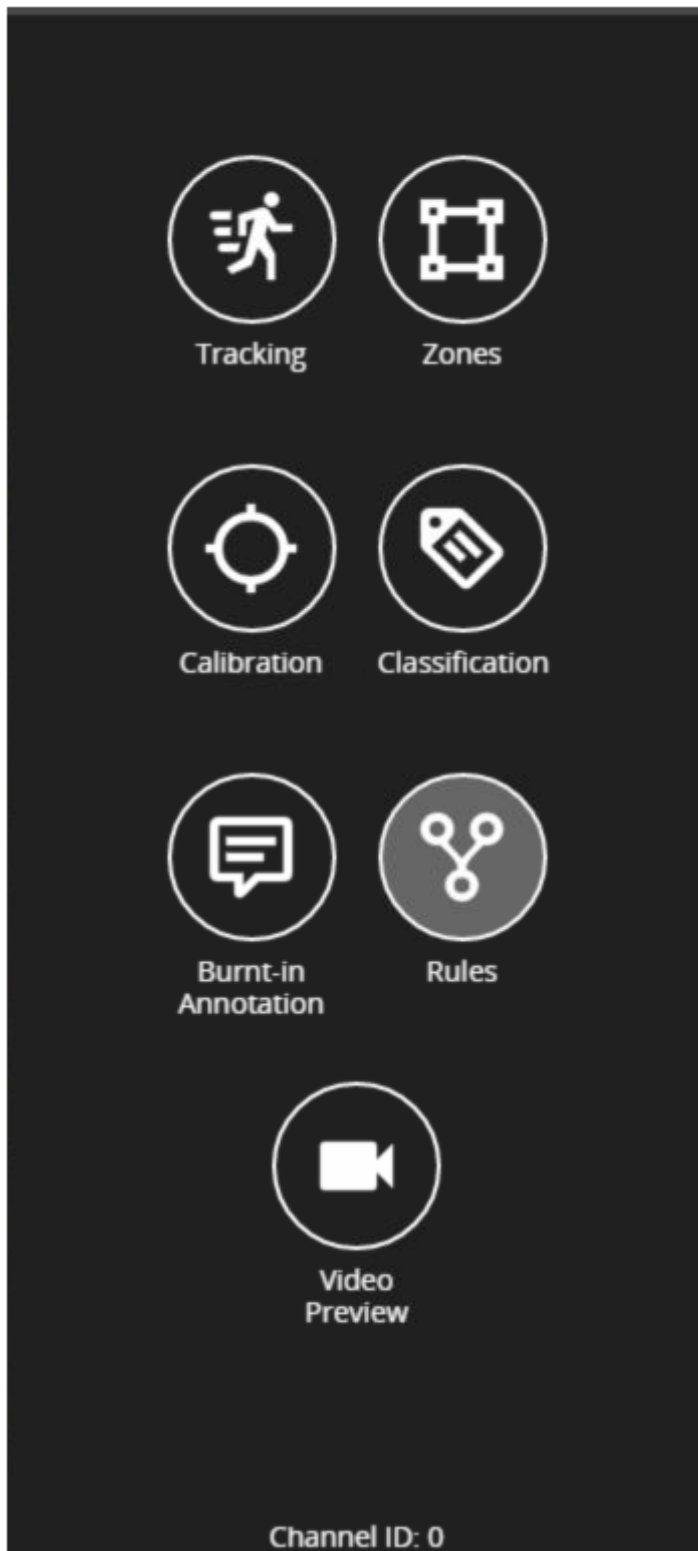 Tracking
Zones
Calibration
Classification
Burnt-in
Annotation
Rules
Video
Preview
Channel ID: 0